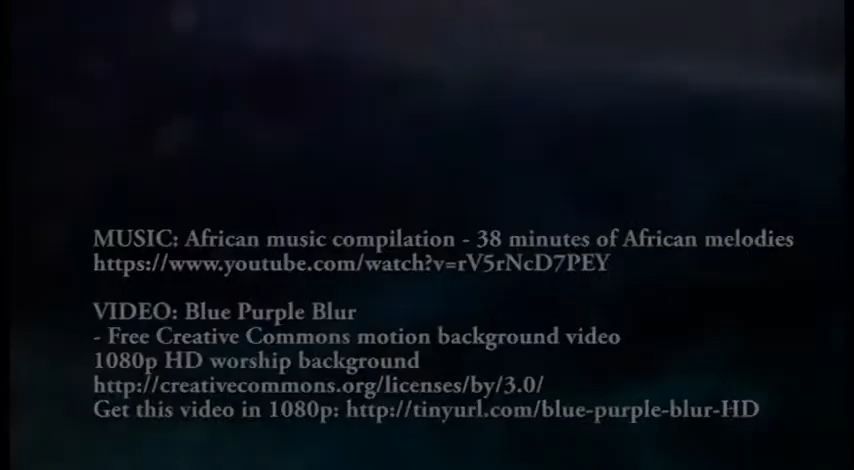 MUSIC: African music compilation - 38 minutes of African melodies
https://www.youtube.com/watch?v=rV5rNcD7PEY
VIDEO: Blue Purple Blur
- Free Creative Commons motion background video
1080p HD worship background
http://creativecommons.org/licenses/by/3.0/
Get this video in 1080p: http://tinyurl.com/blue-purple-blur-HD